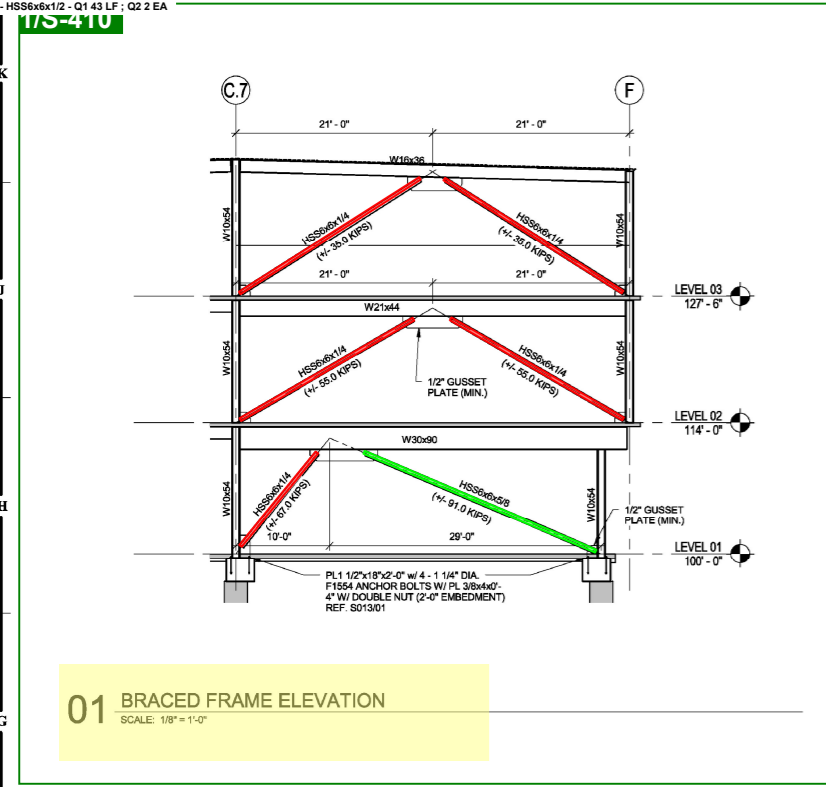 - HSS6x6x1/2 - Q1 43 LF ; Q2 2 EA
1/S-410
K
J
H
G
C.7
F
21' - 0"
21' - 0"
W16x36
W10x54
HSS6x6x1/4
(+/- 35.0 KIPS)
HSS6x6x1/4
(+/- 35.0 KIPS)
W10x54
21' - 0"
21' - 0"
LEVEL 03
127' - 6"
W21x44
W10x54
HSS6x6x1/4
(+/- 55.0 KIPS)
HSS6x6x1/4
(+/- 55.0 KIPS)
W10x54
1/2" GUSSET
PLATE (MIN.)
LEVEL 02
114' - 0"
W30x90
W10x54
HSS6x6x1/4
(+/- 67.0 KIPS)
HSS6x6x5/8
(+/- 91.0 KIPS)
W10x54
1/2" GUSSET
PLATE (MIN.)
10'-0"
29'-0"
LEVEL 01
100' - 0"
PL1 1/2"x18"x2'-0" w/ 4 - 1 1/4" DIA.
F1554 ANCHOR BOLTS W/ PL 3/8x4x0'-
4" W/ DOUBLE NUT (2'-0" EMBEDMENT)
REF. S013/01
01 BRACED FRAME ELEVATION
SCALE: 1/8" = 1'-0"